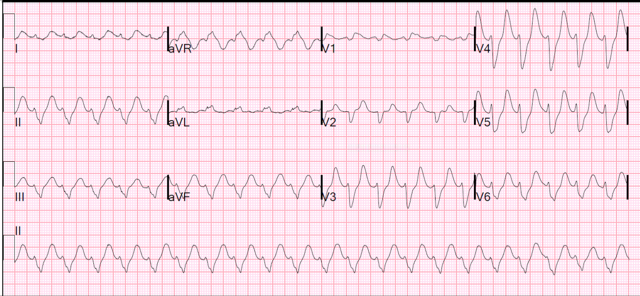 I aVR V1 V4
II aVL V2 V5
III aVF V3 V6
II